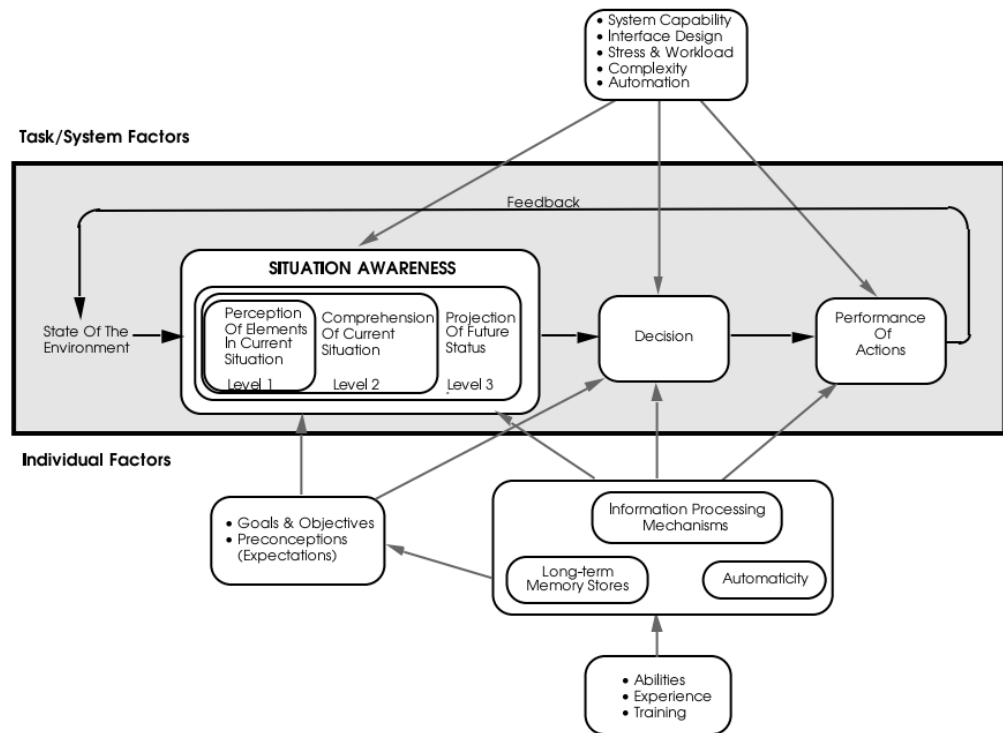 • System Capability
• Interface Design
• Stress & Workload
• Complexity
• Automation
Task/System Factors
Feedback
SITUATION AWARENESS
Perception
Of Elements
In Current
Situation
Level 1
Comprehension
Of Current
Situation
Level 2
Projection
Of Future
Status
Level 3
State Of The
Environment
Decision
Performance
Of
Actions
Individual Factors
• Goals & Objectives
• Preconceptions
(Expectations)
Information Processing
Mechanisms
Long-term
Memory Stores
Automaticity
• Abilities
• Experience
• Training